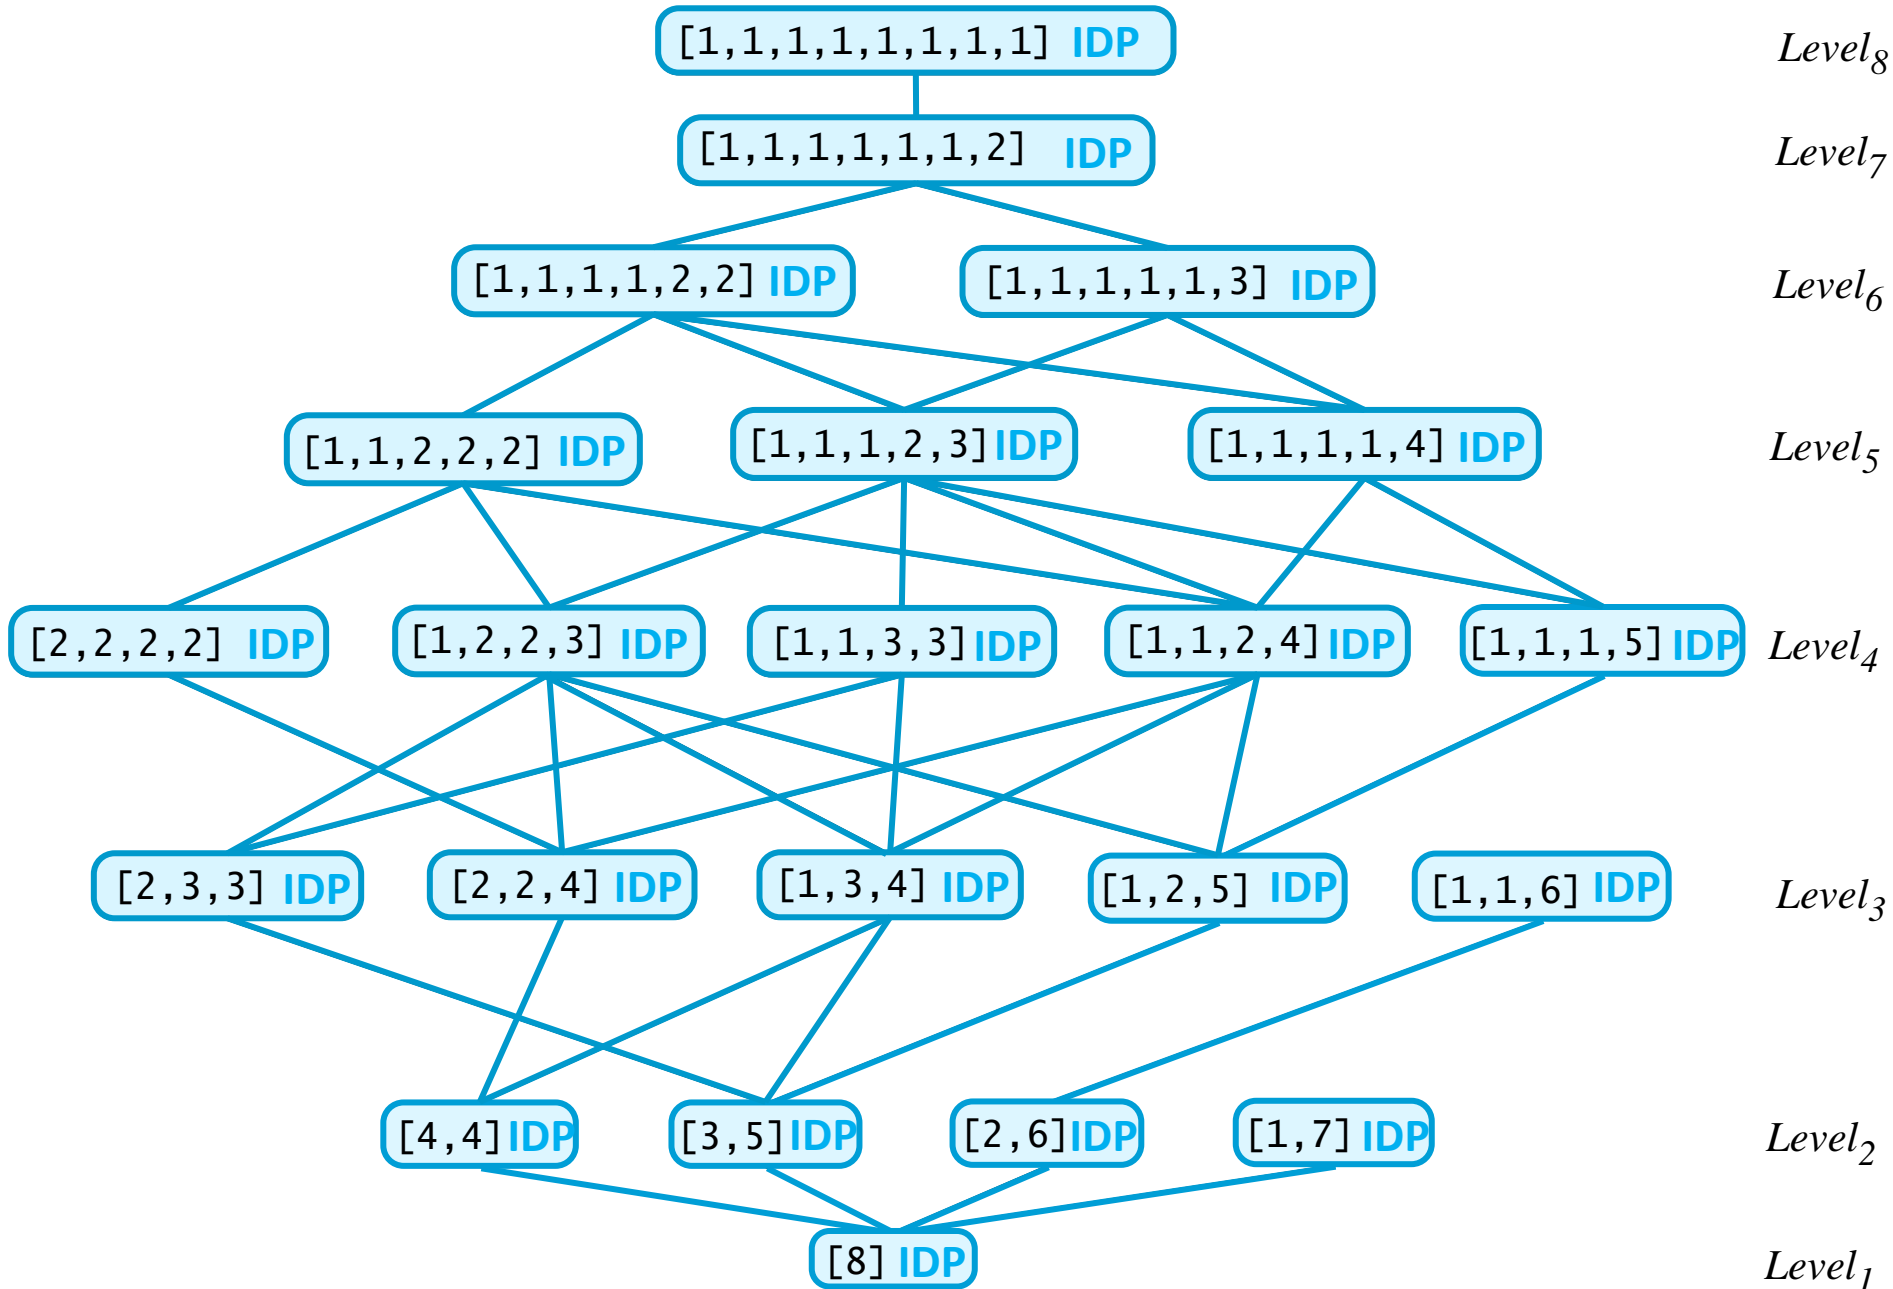 [1,1,1,1,1,1,1,1] IDP Level8
[1,1,1,1,1,1,2] IDP Level7
[1,1,1,1,2,2] IDP [1,1,1,1,1,3] IDP Level6
[1,1,2,2,2] IDP [1,1,1,2,3] IDP [1,1,1,1,4] IDP Level5
[2,2,2,2] IDP [1,2,2,3] IDP [1,1,3,3] IDP [1,1,2,4] IDP [1,1,1,5] IDP Level4
[2,3,3] IDP [2,2,4] IDP [1,3,4] IDP [1,2,5] IDP [1,1,6] IDP Level3
[4,4] IDP [3,5] IDP [2,6] IDP [1,7] IDP Level2
[8] IDP Level1